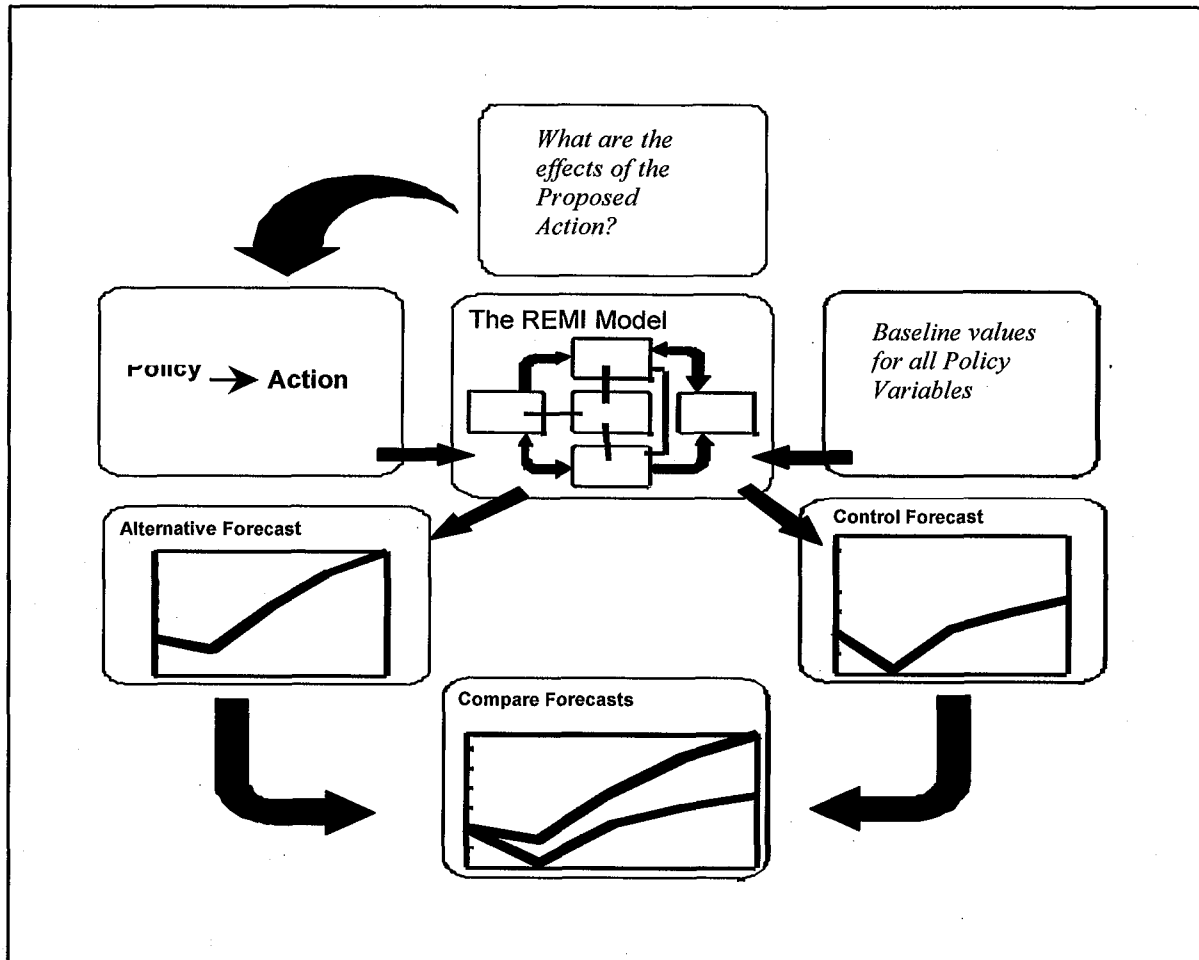 What are the
effects of the
Proposed
Action?
The REMI Model
Baseline values
for all Policy
Variables
Policy → Action
Alternative Forecast
Control Forecast
Compare Forecasts